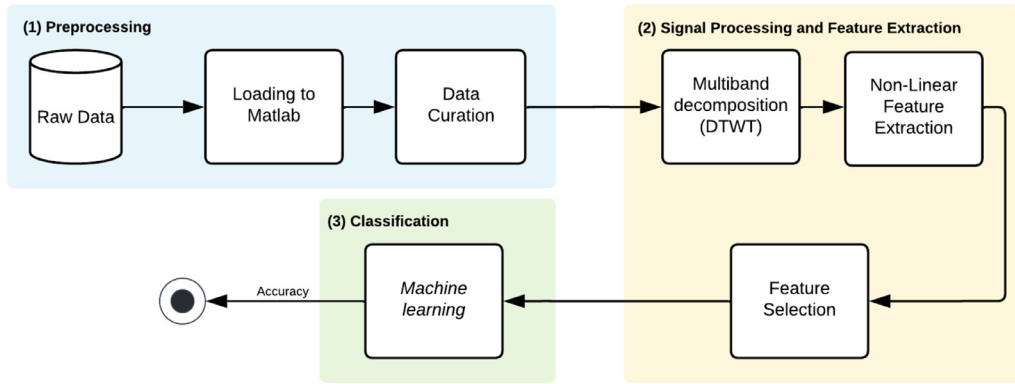 (1) Preprocessing
Raw Data
Loading to
Matlab
Data
Curation
(2) Signal Processing and Feature Extraction
Multiband
decomposition
(DTWT)
Non-Linear
Feature
Extraction
Feature
Selection
(3) Classification
Machine
learning
Accuracy